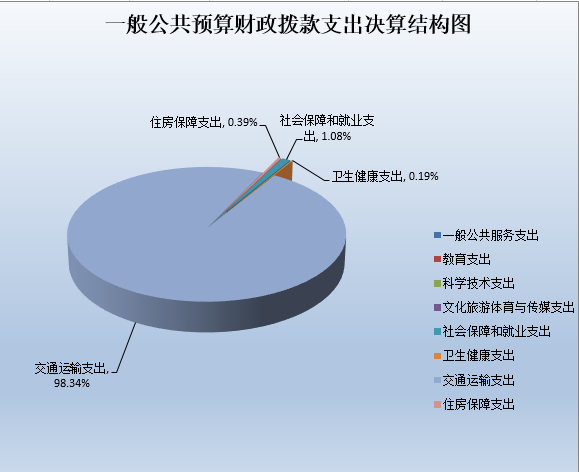 一般公共预算财政拨款支出决算结构图
住房保障支出, 0.39%
社会保障和就业支
出, 1.08%
卫生健康支出, 0.19%
交通运输支出,
98.34%
一般公共服务支出
教育支出
科学技术支出
文化旅游体育与传媒支出
社会保障和就业支出
卫生健康支出
交通运输支出
住房保障支出